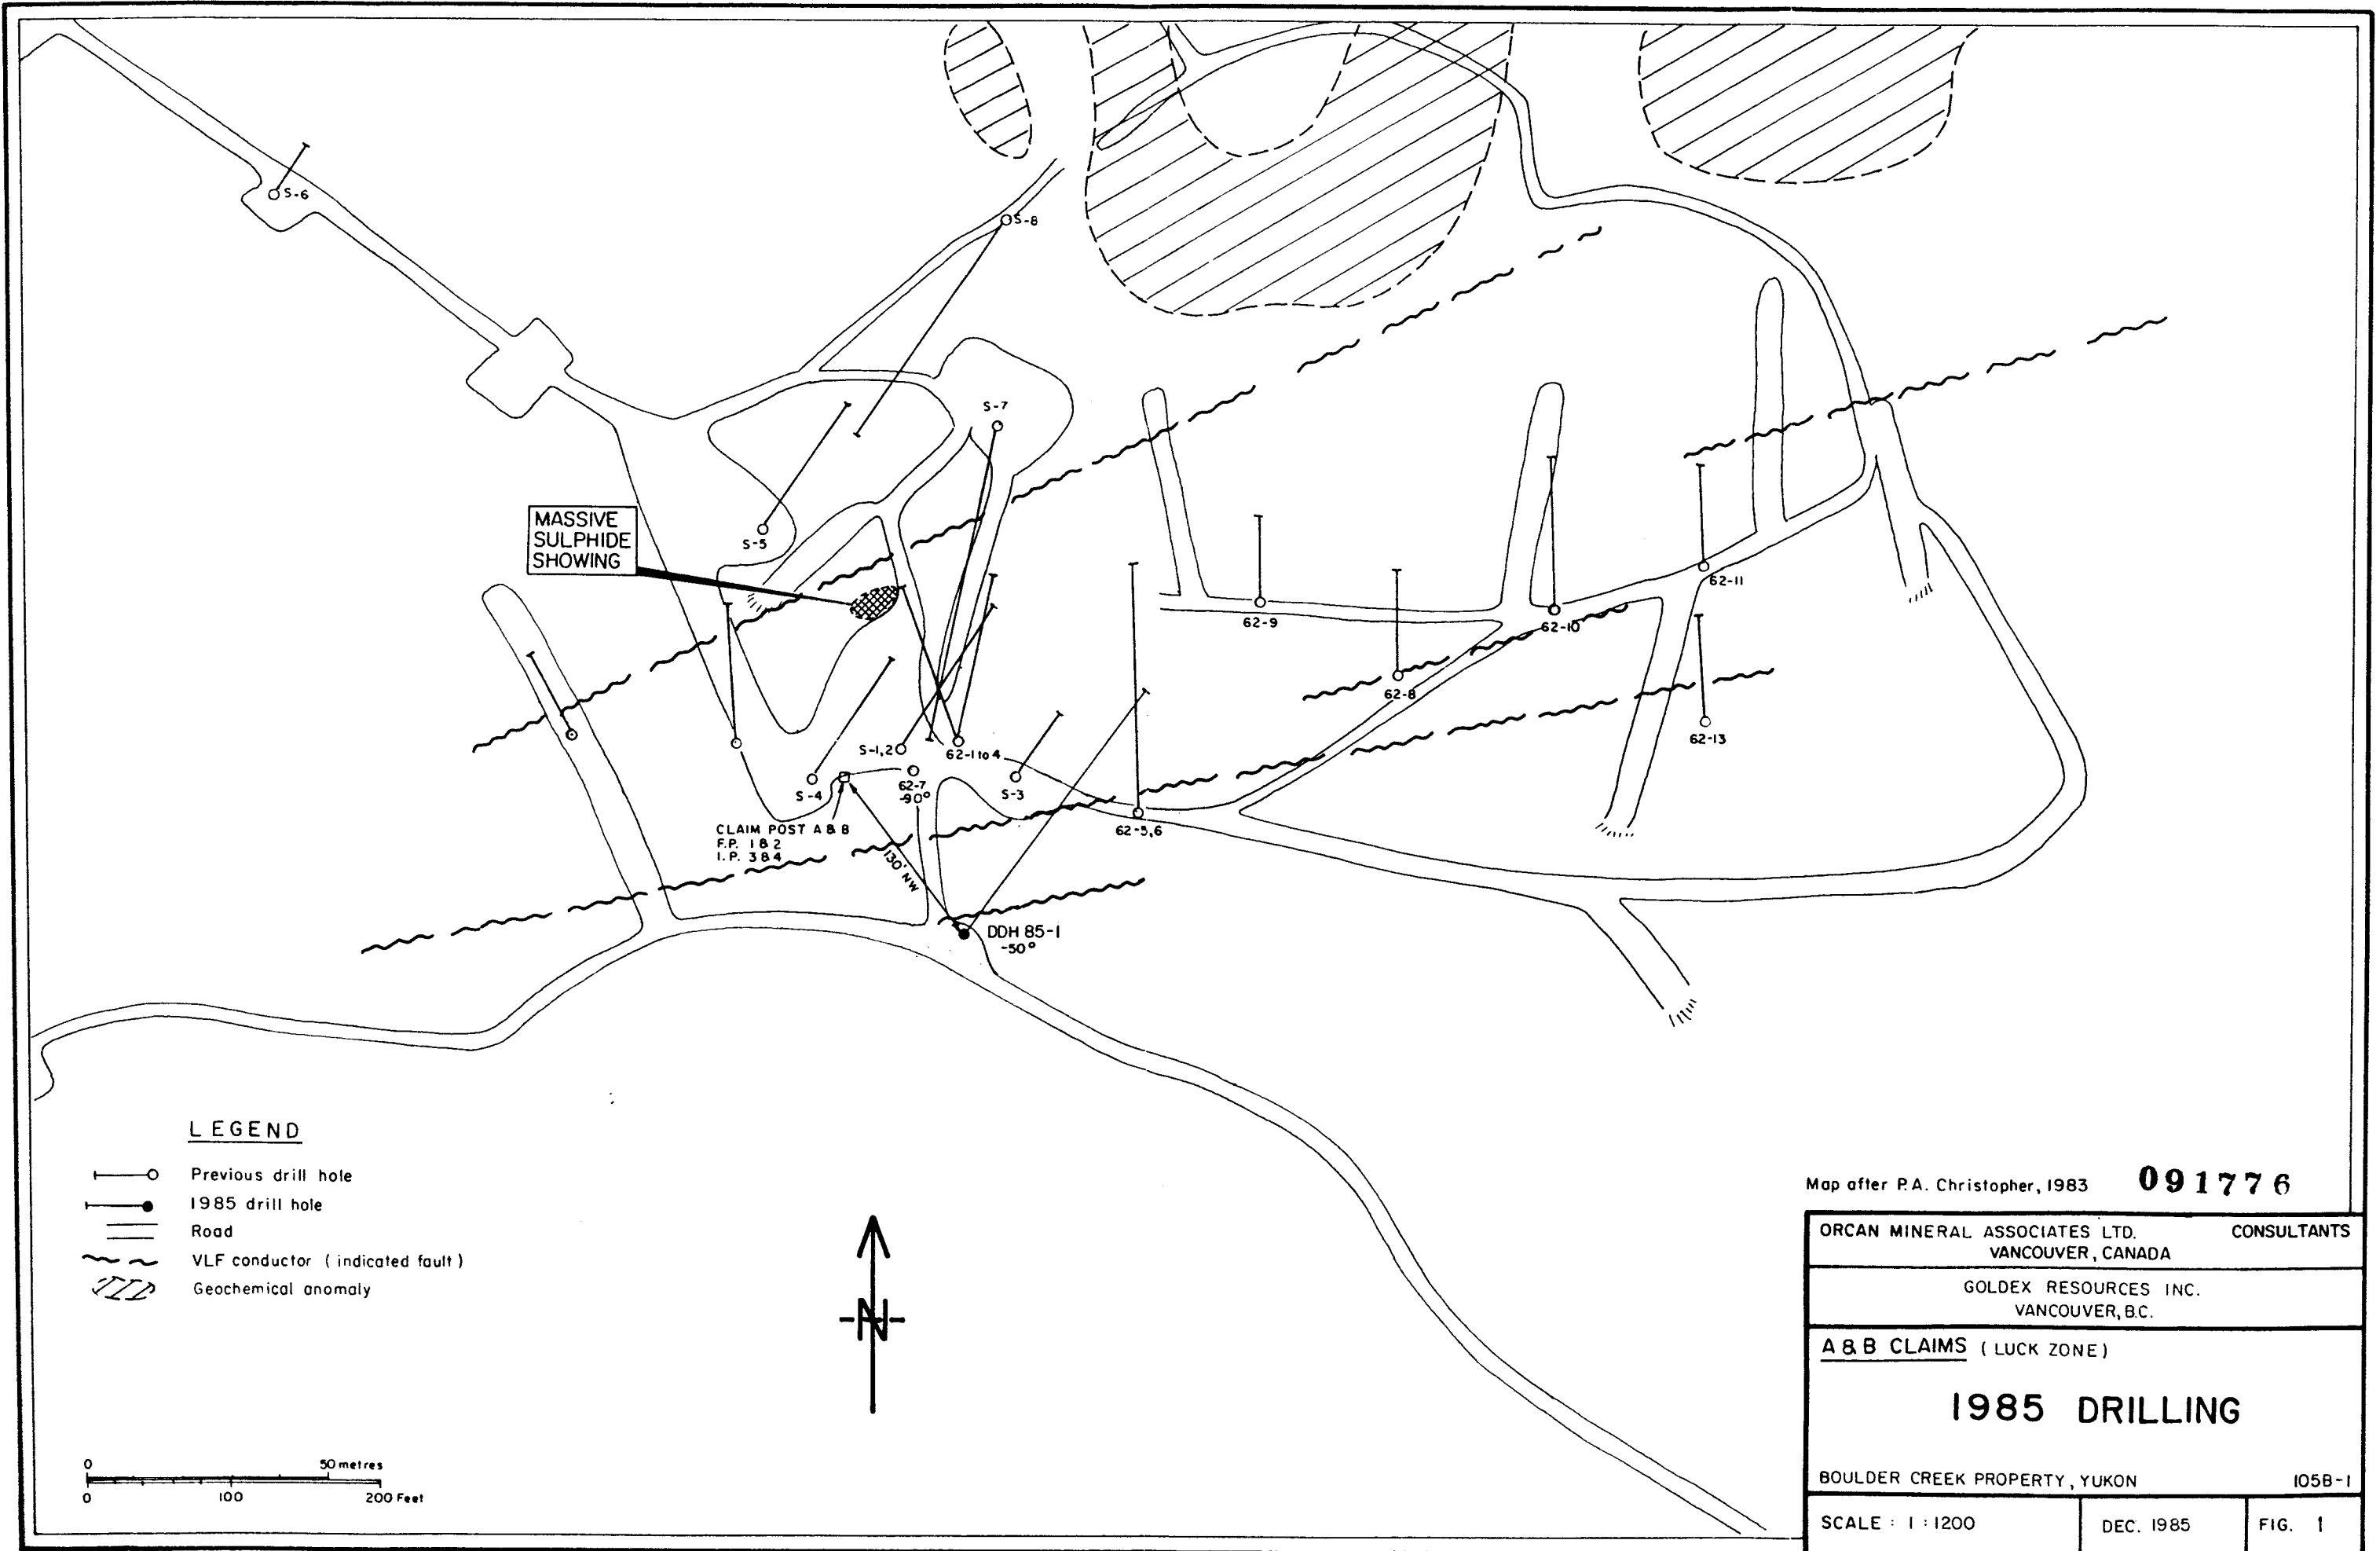 S-6
S-8
S-7
MASSIVE
SULPHIDE
SHOWING
S-5
62-9
62-11
62-10
62-8
62-13
S-1,2
62-1 to 4
S-4
62-7
-90°
S-3
62-5,6
CLAIM POST A & B
F.P. 1 & 2
I.P. 3 & 4
130' NW
DDH 85-1
-50°
LEGEND
Previous drill hole
1985 drill hole
Road
VLF conductor ( indicated fault )
Geochemical anomaly
N
0 50 metres
0 100 200 Feet
Map after P.A. Christopher, 1983 091776
ORCAN MINERAL ASSOCIATES LTD. CONSULTANTS
VANCOUVER, CANADA
GOLDEX RESOURCES INC.
VANCOUVER, B.C.
A & B CLAIMS ( LUCK ZONE )
1985 DRILLING
BOULDER CREEK PROPERTY, YUKON 105B-1
SCALE : 1 : 1200 DEC. 1985 FIG. 1